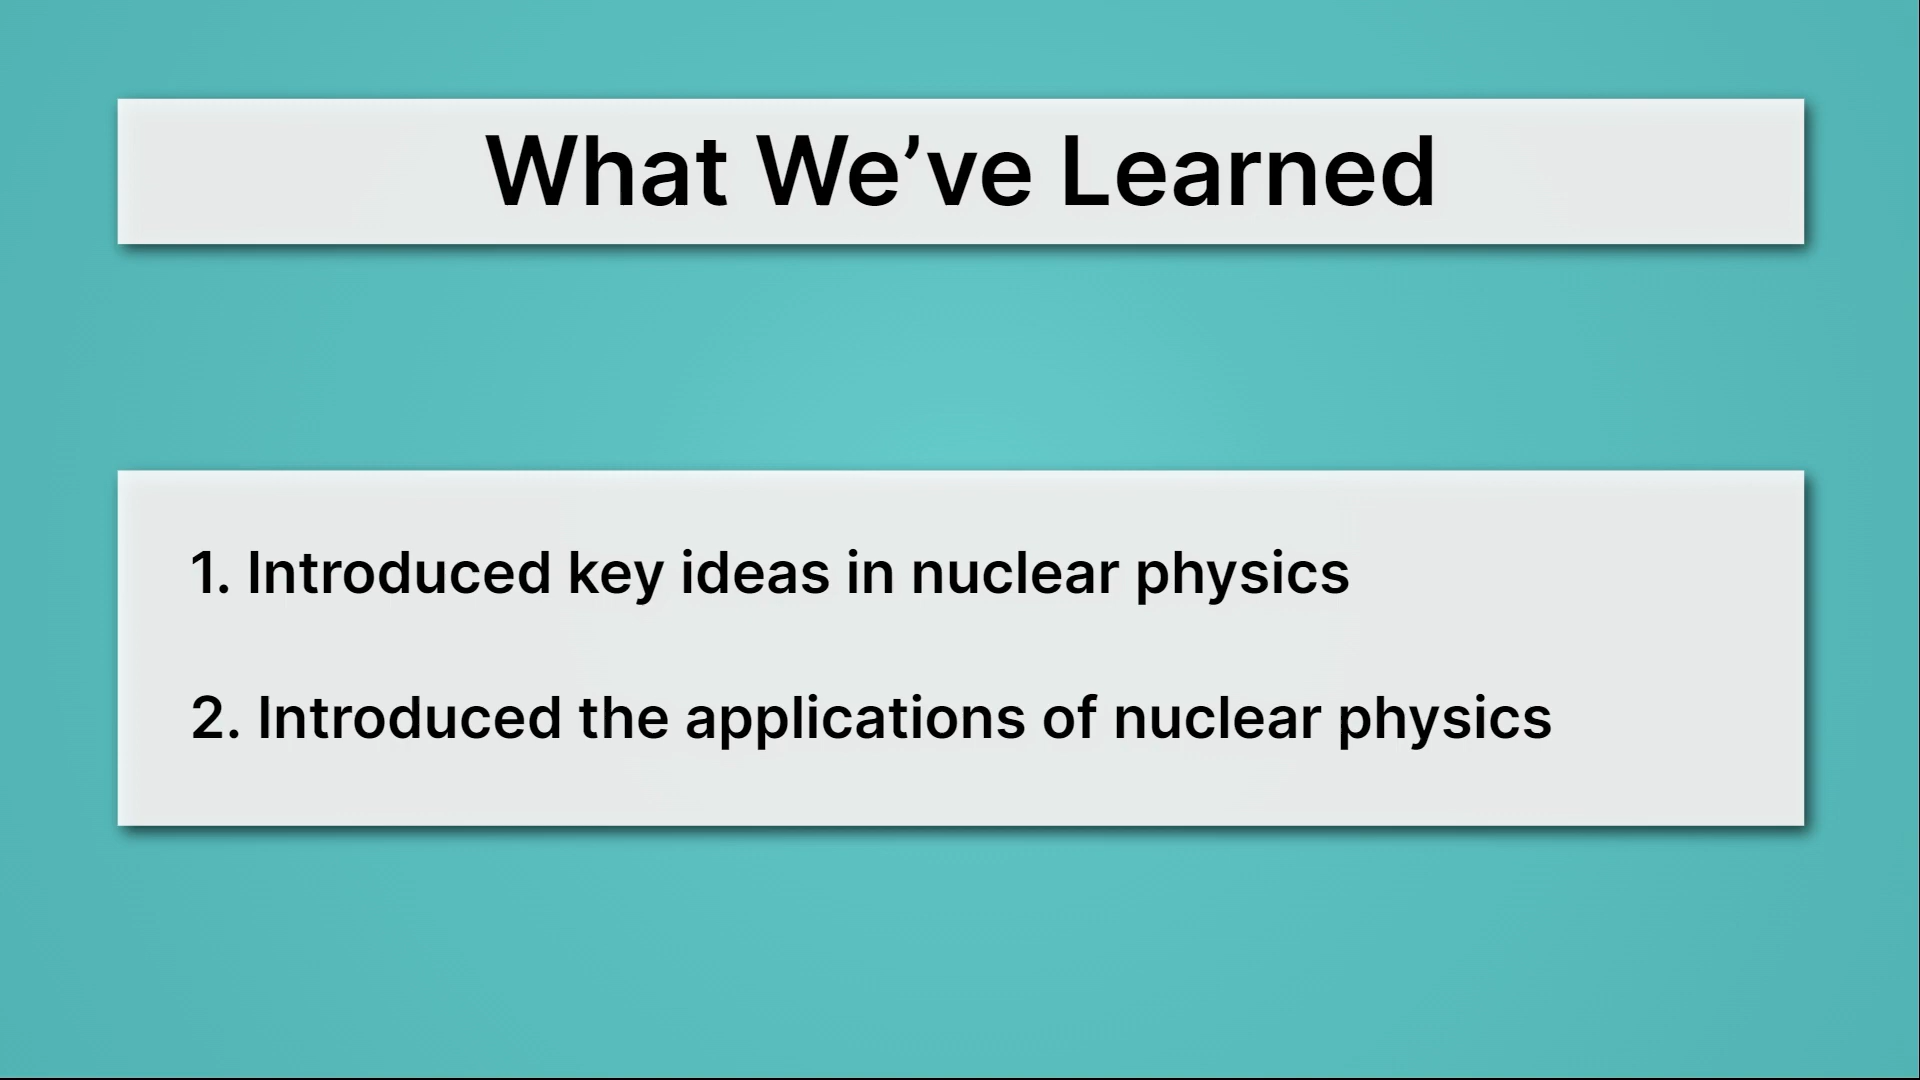 What We’ve Learned
1. Introduced key ideas in nuclear physics
2. Introduced the applications of nuclear physics